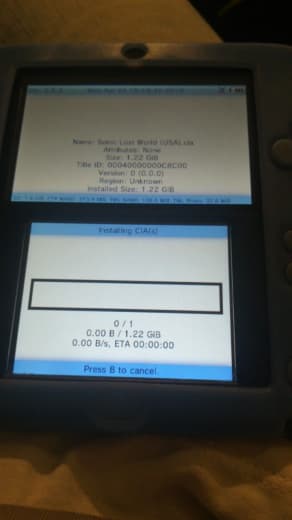 Name: Sonic Lost World (USA).cia
Attributes: None
Size: 1.22 GiB
Title ID: 00040000000C8C00
Version: 0 (0.0.0)
Region: Unknown
Installed Size: 1.22 GiB
Installing CIA(s)
0 / 1
0.00 B / 1.22 GiB
0.00 B/s, ETA 00:00:00
Press B to cancel